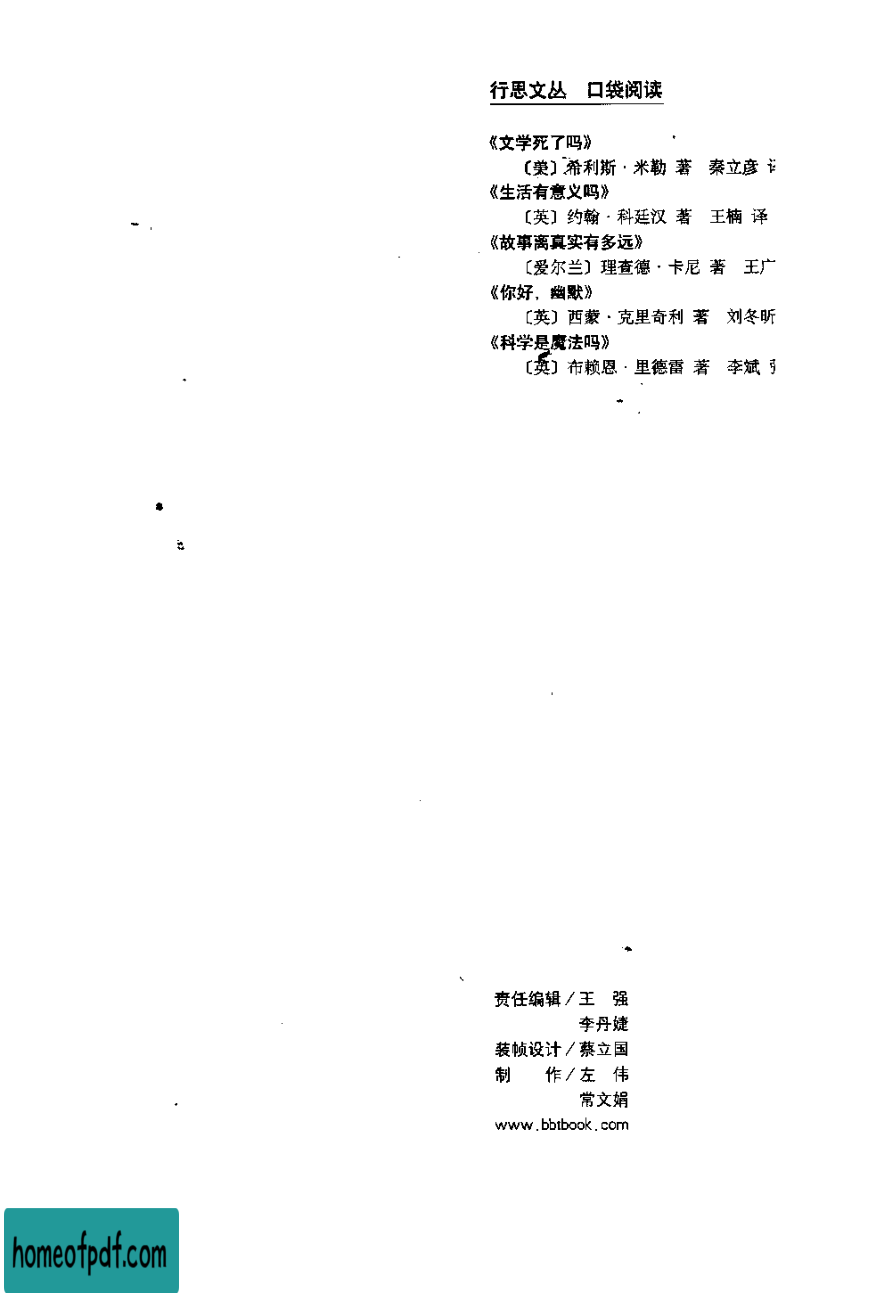 行思文丛　口袋阅读
《文学死了吗》
〔美〕希利斯·米勒 著　秦立彦
《生活有意义吗》
〔英〕约翰·科廷汉 著　王楠 译
《故事离真实有多远》
〔爱尔兰〕理查德·卡尼 著　王广
《你好，幽默》
〔英〕西蒙·克里奇利 著　刘冬昕
《科学是魔法吗》
〔英〕布赖恩·里德雷 著　李斌
责任编辑／王　强
李丹婕
装帧设计／蔡立国
制　　作／左　伟
常文娟
www.bbtbook.com
homeofpdf.com